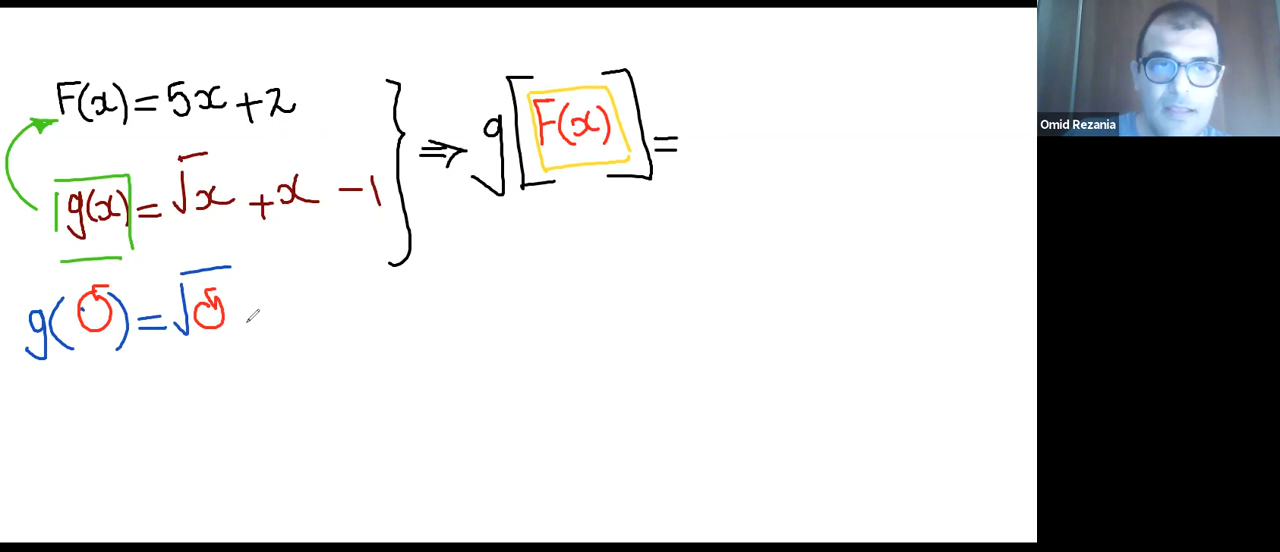 F(x) = 5x + 2
g(x) = √x + x - 1
g( ) = √
⇒ g[F(x)] =
Omid Rezania